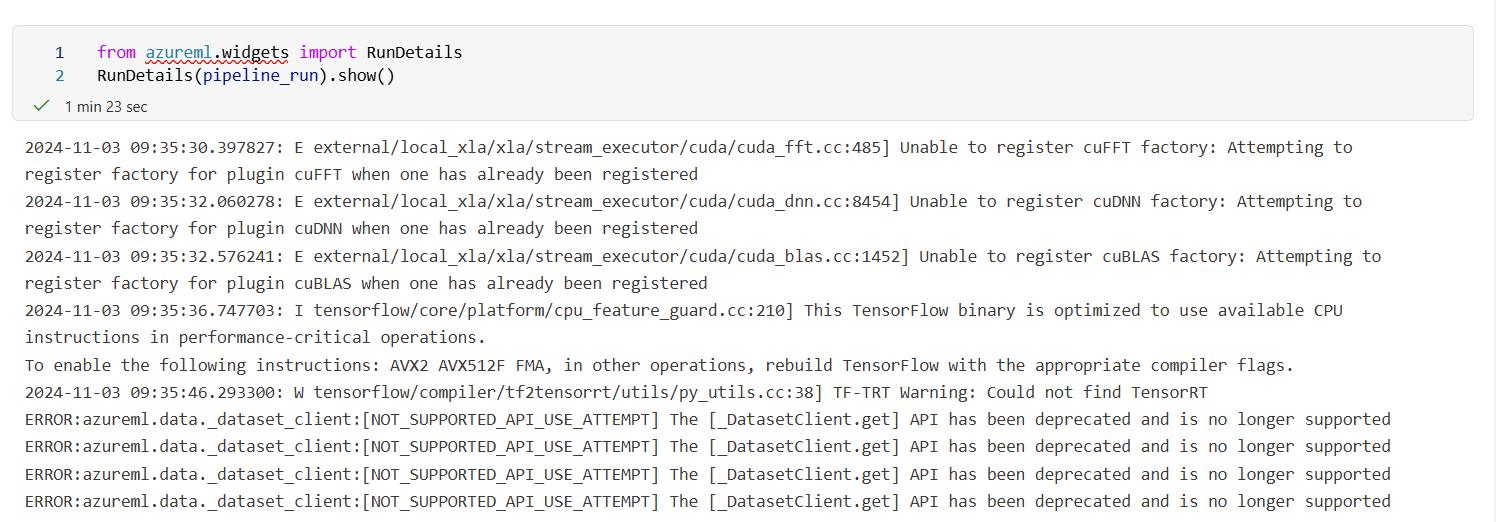 1 from azureml.widgets import RunDetails
2 RunDetails(pipeline_run).show()
1 min 23 sec
2024-11-03 09:35:30.397827: E external/local_xla/xla/stream_executor/cuda/cuda_fft.cc:485] Unable to register cuFFT factory: Attempting to
register factory for plugin cuFFT when one has already been registered
2024-11-03 09:35:32.060278: E external/local_xla/xla/stream_executor/cuda/cuda_dnn.cc:8454] Unable to register cuDNN factory: Attempting to
register factory for plugin cuDNN when one has already been registered
2024-11-03 09:35:32.576241: E external/local_xla/xla/stream_executor/cuda/cuda_blas.cc:1452] Unable to register cuBLAS factory: Attempting to
register factory for plugin cuBLAS when one has already been registered
2024-11-03 09:35:36.747703: I tensorflow/core/platform/cpu_feature_guard.cc:210] This TensorFlow binary is optimized to use available CPU
instructions in performance-critical operations.
To enable the following instructions: AVX2 AVX512F FMA, in other operations, rebuild TensorFlow with the appropriate compiler flags.
2024-11-03 09:35:46.293300: W tensorflow/compiler/tf2tensorrt/utils/py_utils.cc:38] TF-TRT Warning: Could not find TensorRT
ERROR:azureml.data._dataset_client:[NOT_SUPPORTED_API_USE_ATTEMPT] The [_DatasetClient.get] API has been deprecated and is no longer supported
ERROR:azureml.data._dataset_client:[NOT_SUPPORTED_API_USE_ATTEMPT] The [_DatasetClient.get] API has been deprecated and is no longer supported
ERROR:azureml.data._dataset_client:[NOT_SUPPORTED_API_USE_ATTEMPT] The [_DatasetClient.get] API has been deprecated and is no longer supported
ERROR:azureml.data._dataset_client:[NOT_SUPPORTED_API_USE_ATTEMPT] The [_DatasetClient.get] API has been deprecated and is no longer supported